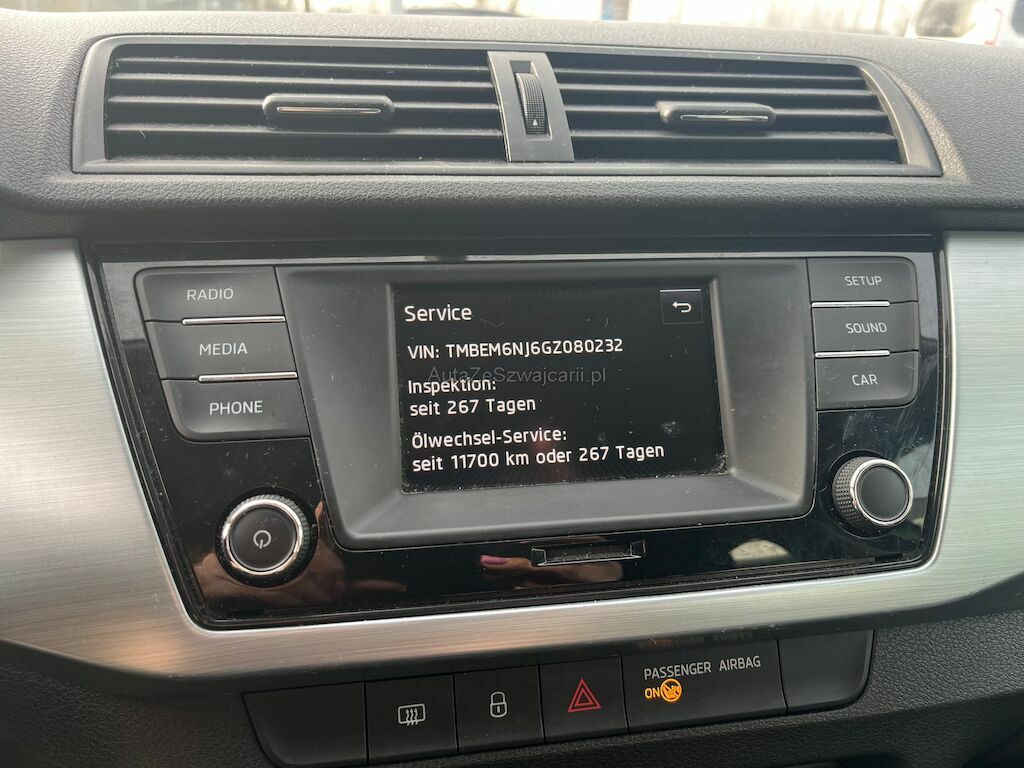 RADIO
MEDIA
PHONE
Service
VIN: TMBEM6NJ6GZ080232
AutaZeSzwajcarii.pl
Inspektion:
seit 267 Tagen
Ölwechsel-Service:
seit 11700 km oder 267 Tagen
SETUP
SOUND
CAR
PASSENGER AIRBAG
ON